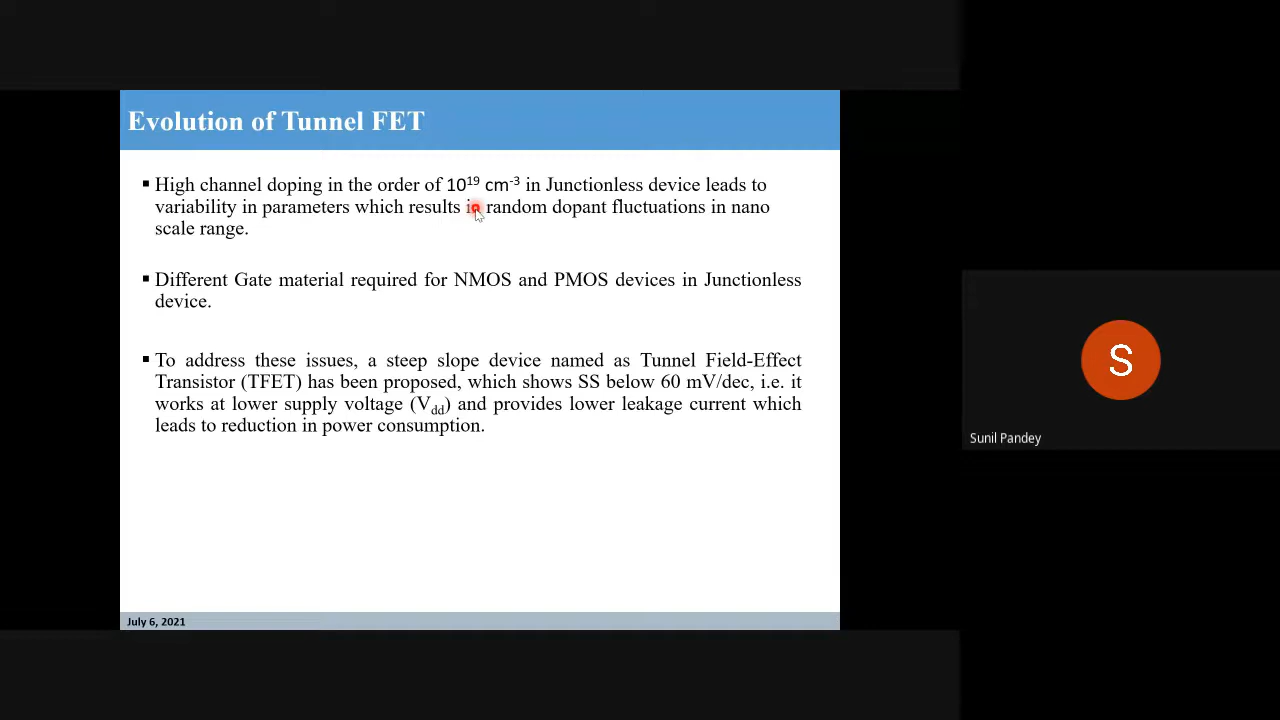 Evolution of Tunnel FET
▪ High channel doping in the order of 10¹⁹ cm⁻³ in Junctionless device leads to
variability in parameters which results in random dopant fluctuations in nano
scale range.
▪ Different Gate material required for NMOS and PMOS devices in Junctionless
device.
▪ To address these issues, a steep slope device named as Tunnel Field-Effect
Transistor (TFET) has been proposed, which shows SS below 60 mV/dec, i.e. it
works at lower supply voltage (Vdd) and provides lower leakage current which
leads to reduction in power consumption.
July 6, 2021
S
Sunil Pandey